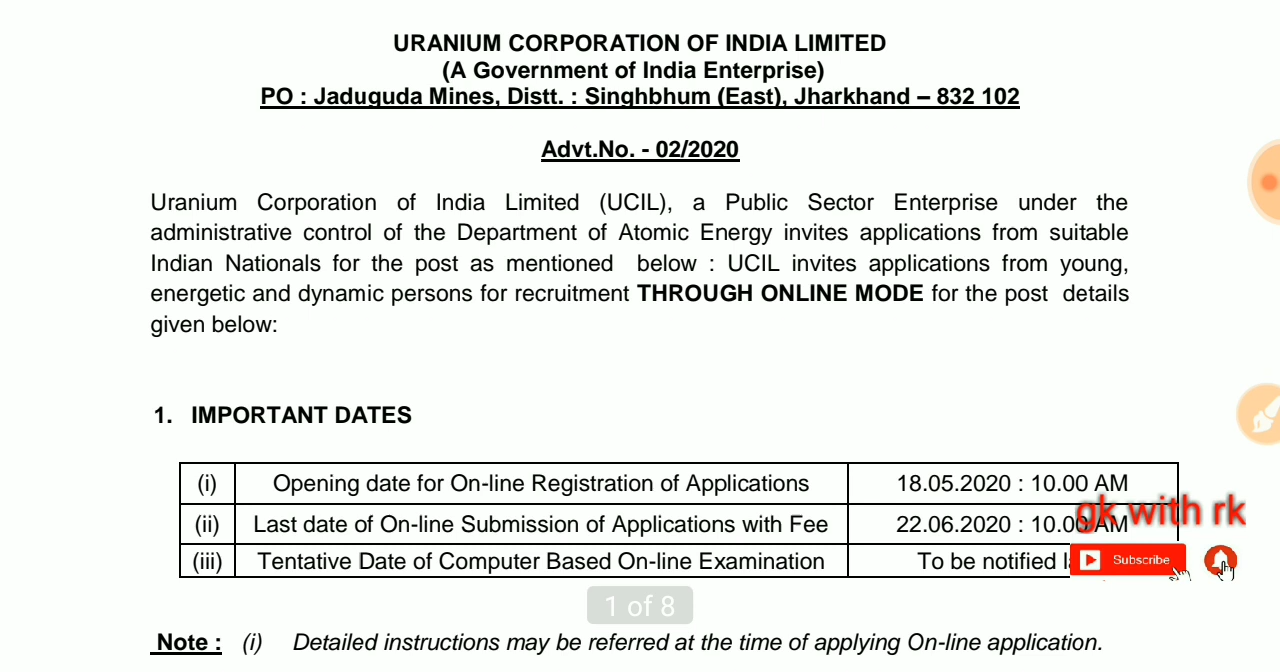 URANIUM CORPORATION OF INDIA LIMITED
(A Government of India Enterprise)
PO : Jaduguda Mines, Distt. : Singhbhum (East), Jharkhand – 832 102
Advt.No. - 02/2020
Uranium Corporation of India Limited (UCIL), a Public Sector Enterprise under the
administrative control of the Department of Atomic Energy invites applications from suitable
Indian Nationals for the post as mentioned below : UCIL invites applications from young,
energetic and dynamic persons for recruitment THROUGH ONLINE MODE for the post details
given below:
1. IMPORTANT DATES
(i) Opening date for On-line Registration of Applications 18.05.2020 : 10.00 AM
(ii) Last date of On-line Submission of Applications with Fee 22.06.2020 : 10.00 AM
gk with rk
(iii) Tentative Date of Computer Based On-line Examination To be notified
Subscribe
1 of 8
Note : (i) Detailed instructions may be referred at the time of applying On-line application.